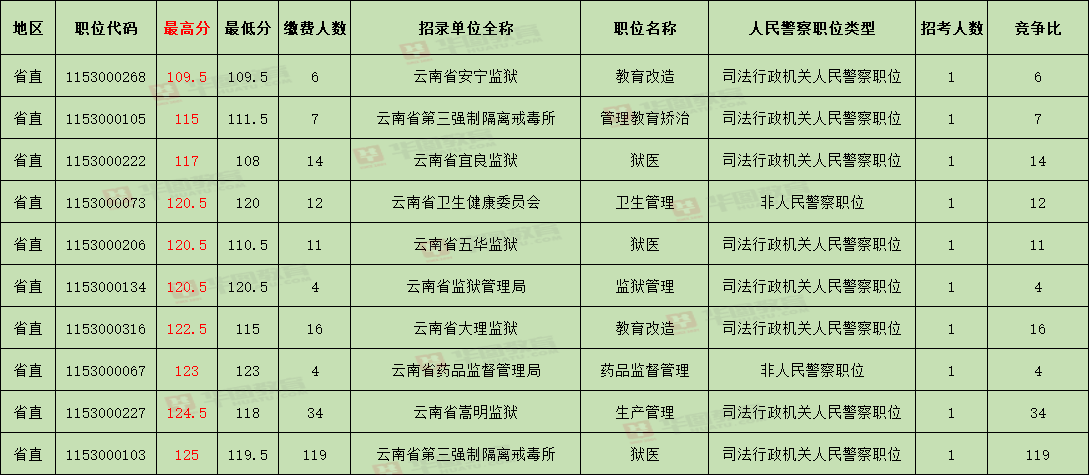 地区 职位代码 最高分 最低分 缴费人数 招录单位全称 职位名称 人民警察职位类型 招考人数 竞争比
省直 1153000268 109.5 109.5 6 云南省安宁监狱 教育改造 司法行政机关人民警察职位 1 6
省直 1153000105 115 111.5 7 云南省第三强制隔离戒毒所 管理教育矫治 司法行政机关人民警察职位 1 7
省直 1153000222 117 108 14 云南省宜良监狱 狱医 司法行政机关人民警察职位 1 14
省直 1153000073 120.5 120 12 云南省卫生健康委员会 卫生管理 非人民警察职位 1 12
省直 1153000206 120.5 110.5 11 云南省五华监狱 狱医 司法行政机关人民警察职位 1 11
省直 1153000134 120.5 120.5 4 云南省监狱管理局 监狱管理 司法行政机关人民警察职位 1 4
省直 1153000316 122.5 115 16 云南省大理监狱 教育改造 司法行政机关人民警察职位 1 16
省直 1153000067 123 123 4 云南省药品监督管理局 药品监督管理 非人民警察职位 1 4
省直 1153000227 124.5 118 34 云南省嵩明监狱 生产管理 司法行政机关人民警察职位 1 34
省直 1153000103 125 119.5 119 云南省第三强制隔离戒毒所 狱医 司法行政机关人民警察职位 1 119